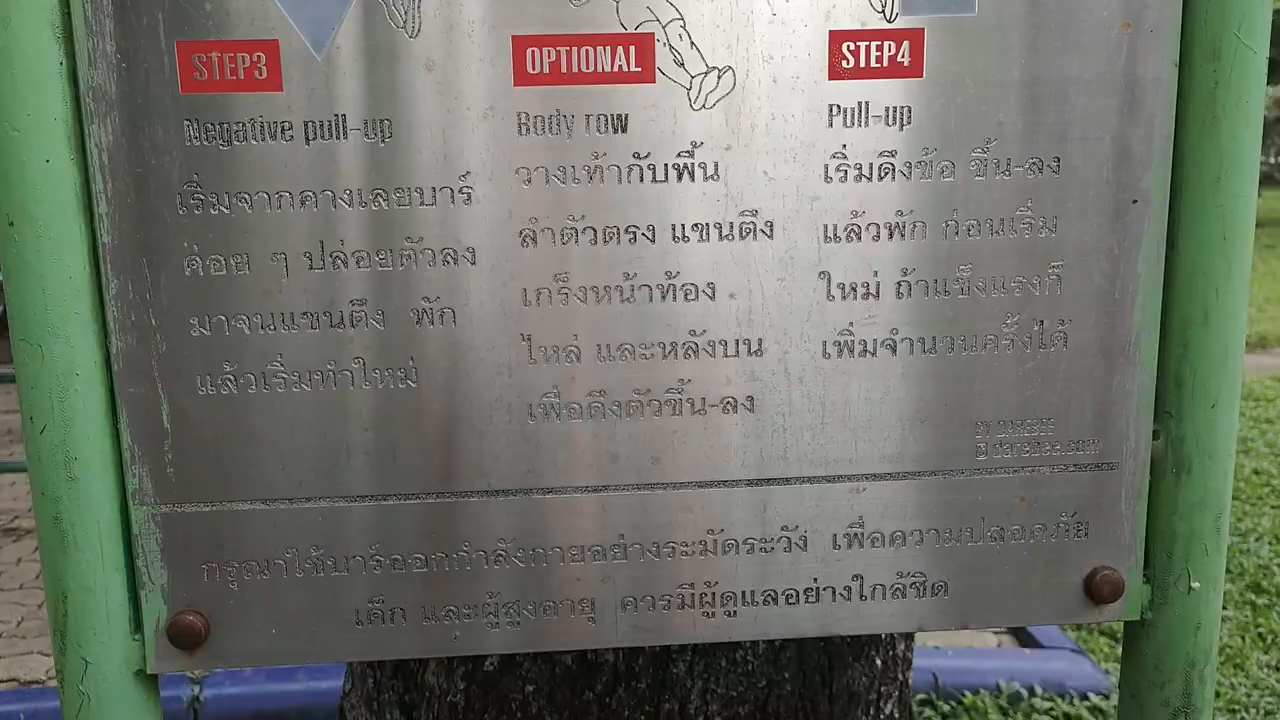 STEP3
Negative pull-up
เริ่มจากคางเลยบาร์
ค่อย ๆ ปล่อยตัวลง
มาจนแขนตึง พัก
แล้วเริ่มทำใหม่
OPTIONAL
Body row
วางเท้ากับพื้น
ลำตัวตรง แขนตึง
เกร็งหน้าท้อง
ไหล่ และหลังบน
เพื่อดึงตัวขึ้น-ลง
STEP4
Pull-up
เริ่มดึงข้อ ขึ้น-ลง
แล้วพัก ก่อนเริ่ม
ใหม่ ถ้าแข็งแรงก็
เพิ่มจำนวนครั้งได้
BY DAREBEE
© darebee.com
กรุณาใช้บาร์ออกกำลังกายอย่างระมัดระวัง เพื่อความปลอดภัย
เด็ก และผู้สูงอายุ ควรมีผู้ดูแลอย่างใกล้ชิด